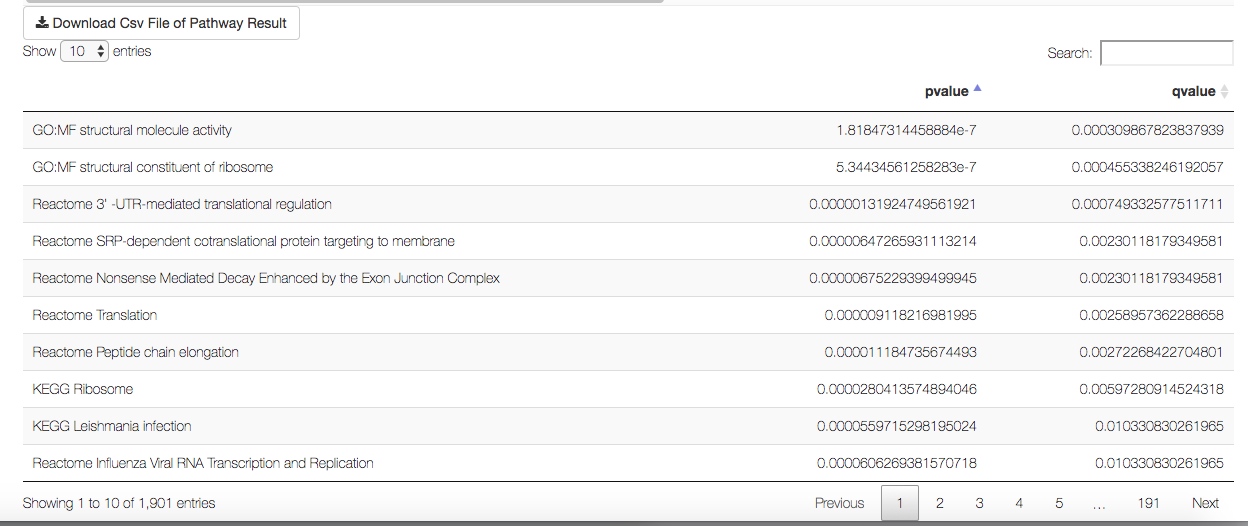 Download Csv File of Pathway Result
Show 10 entries
Search:
pvalue qvalue
GO:MF structural molecule activity 1.81847314458884e-7 0.000309867823837939
GO:MF structural constituent of ribosome 5.34434561258283e-7 0.000455338246192057
Reactome 3' -UTR-mediated translational regulation 0.00000131924749561921 0.000749332577511711
Reactome SRP-dependent cotranslational protein targeting to membrane 0.00000647265931113214 0.00230118179349581
Reactome Nonsense Mediated Decay Enhanced by the Exon Junction Complex 0.00000675229399499945 0.00230118179349581
Reactome Translation 0.000009118216981995 0.00258957362288658
Reactome Peptide chain elongation 0.000011184735674493 0.00272268422704801
KEGG Ribosome 0.0000280413574894046 0.00597280914524318
KEGG Leishmania infection 0.0000559715298195024 0.010330830261965
Reactome Influenza Viral RNA Transcription and Replication 0.0000606269381570718 0.010330830261965
Showing 1 to 10 of 1,901 entries Previous 1 2 3 4 5 ... 191 Next